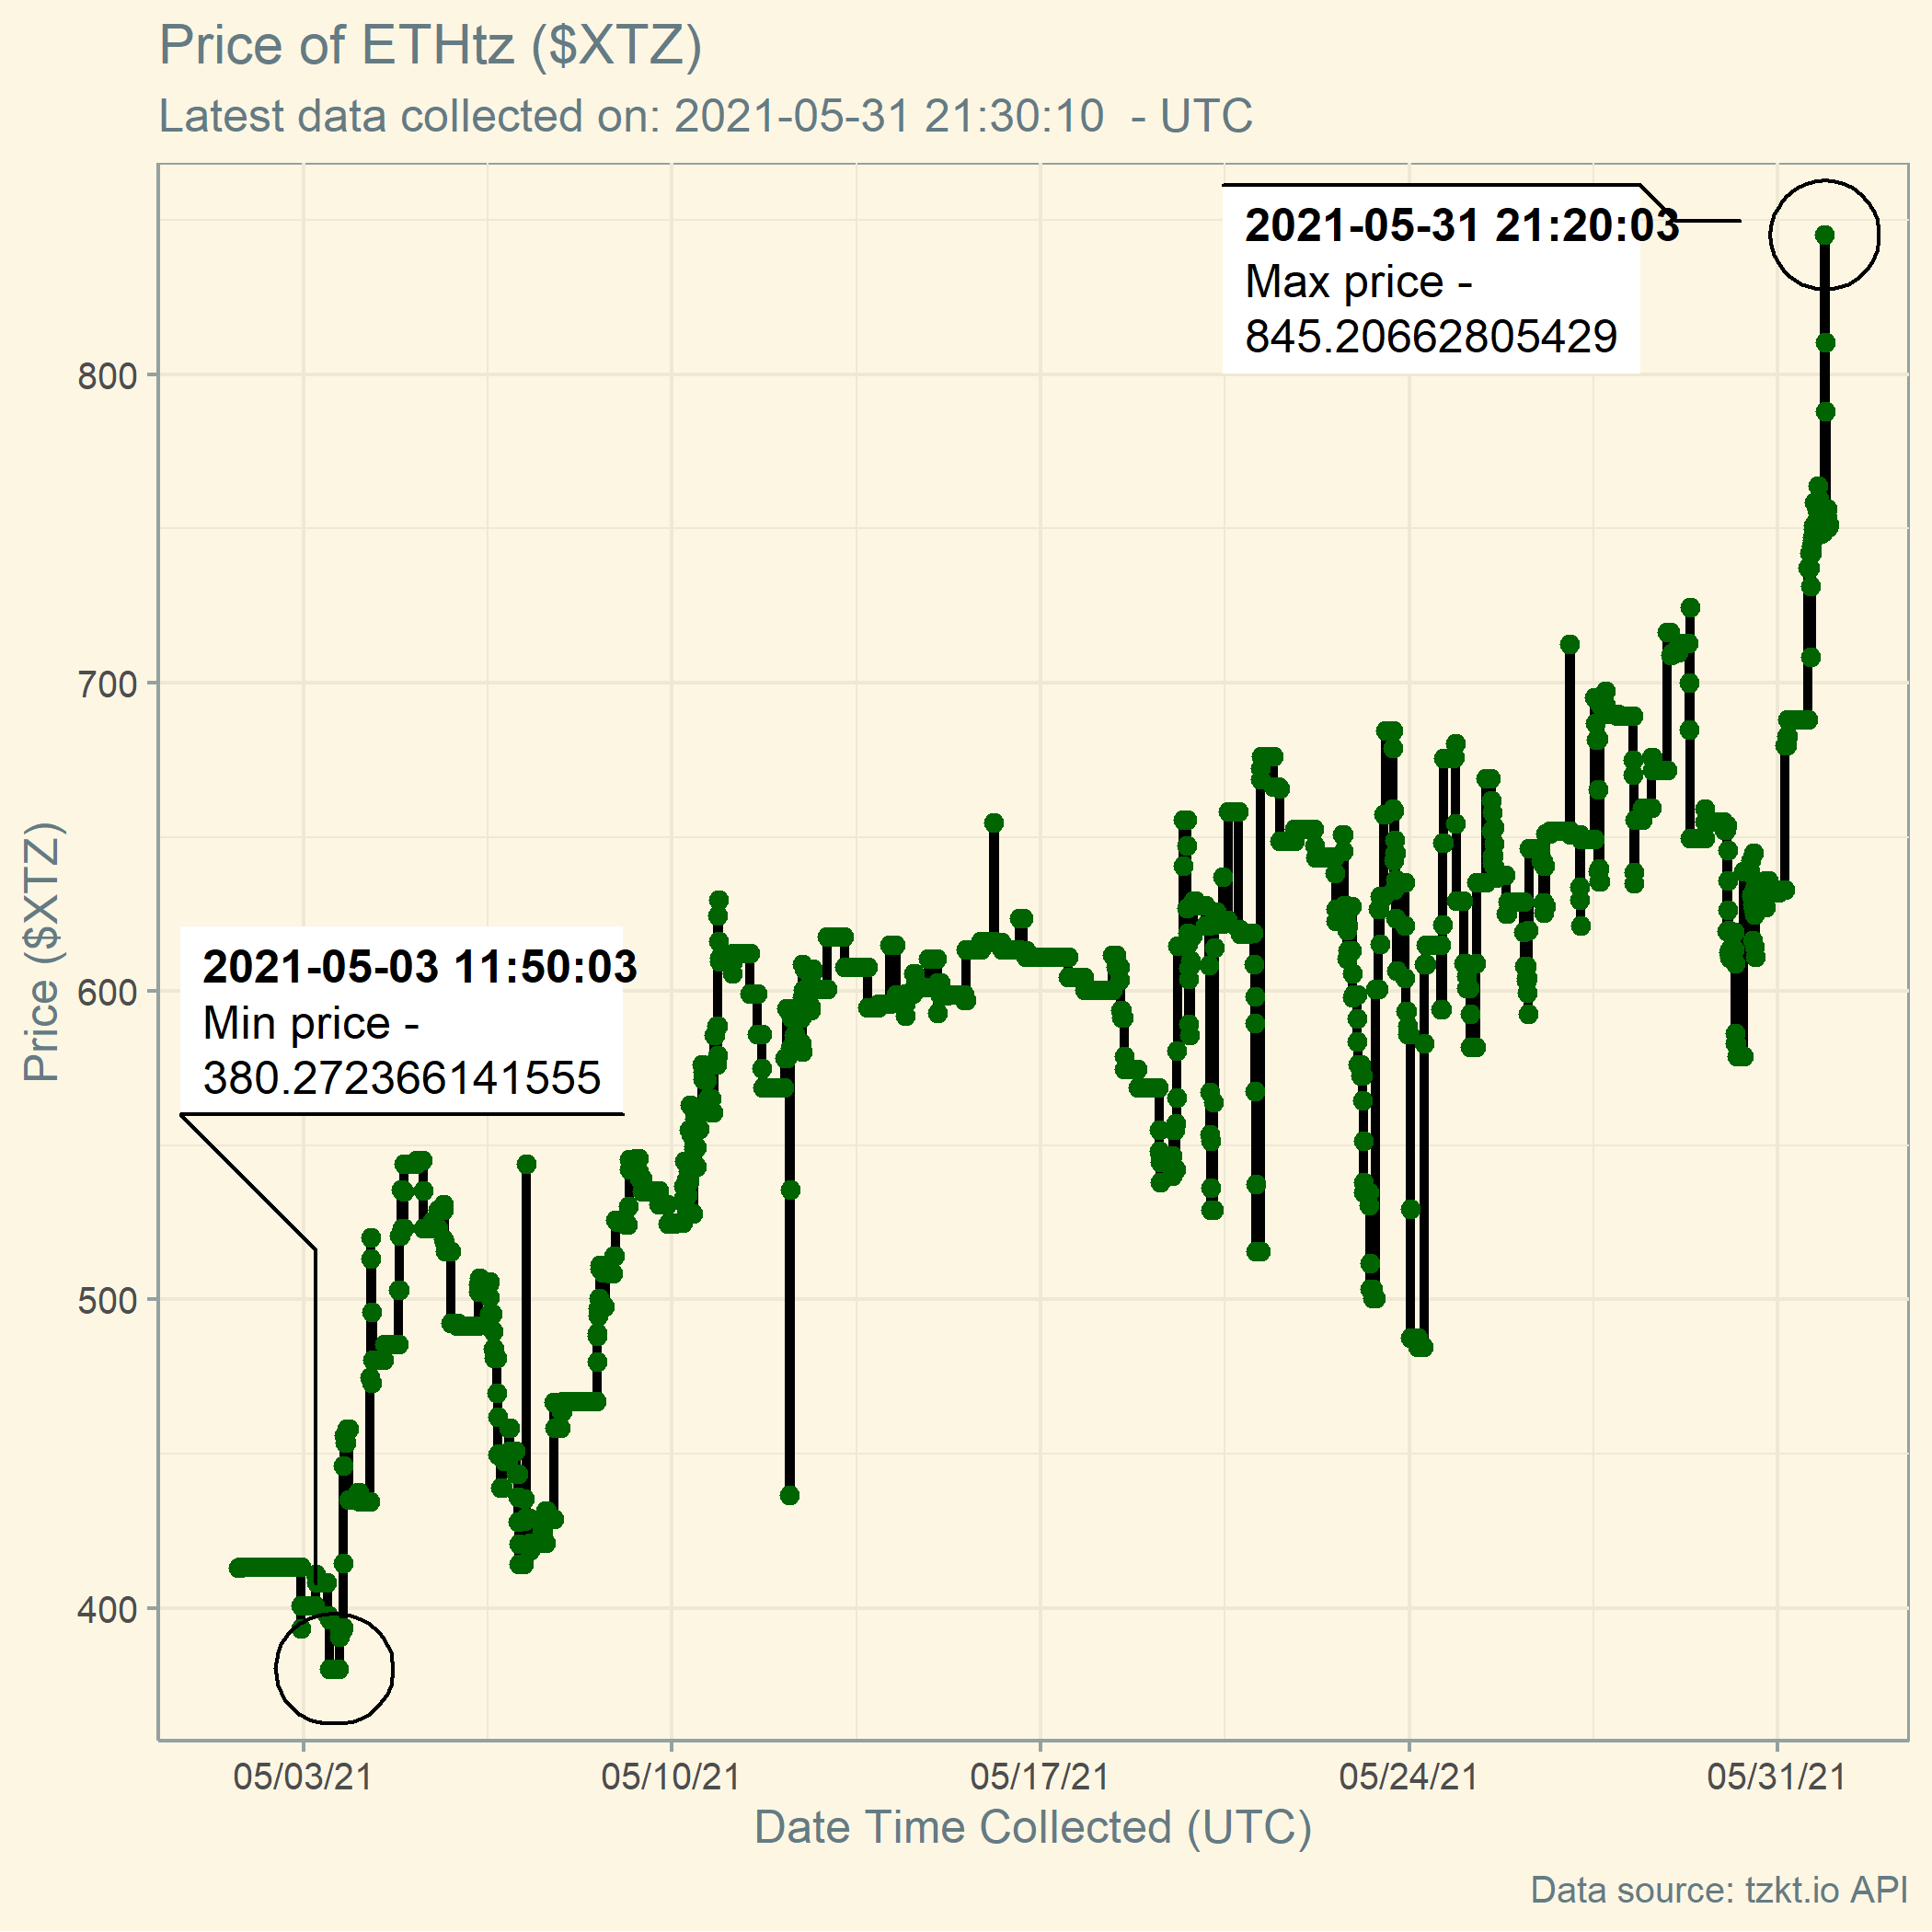 Price of ETHtz ($XTZ)
Latest data collected on: 2021-05-31 21:30:10  - UTC
2021-05-31 21:20:03
Max price -
845.20662805429
800
700
2021-05-03 11:50:03
Min price -
380.272366141555
600
500
400
Price ($XTZ)
05/03/21
05/10/21
05/17/21
05/24/21
05/31/21
Date Time Collected (UTC)
Data source: tzkt.io API